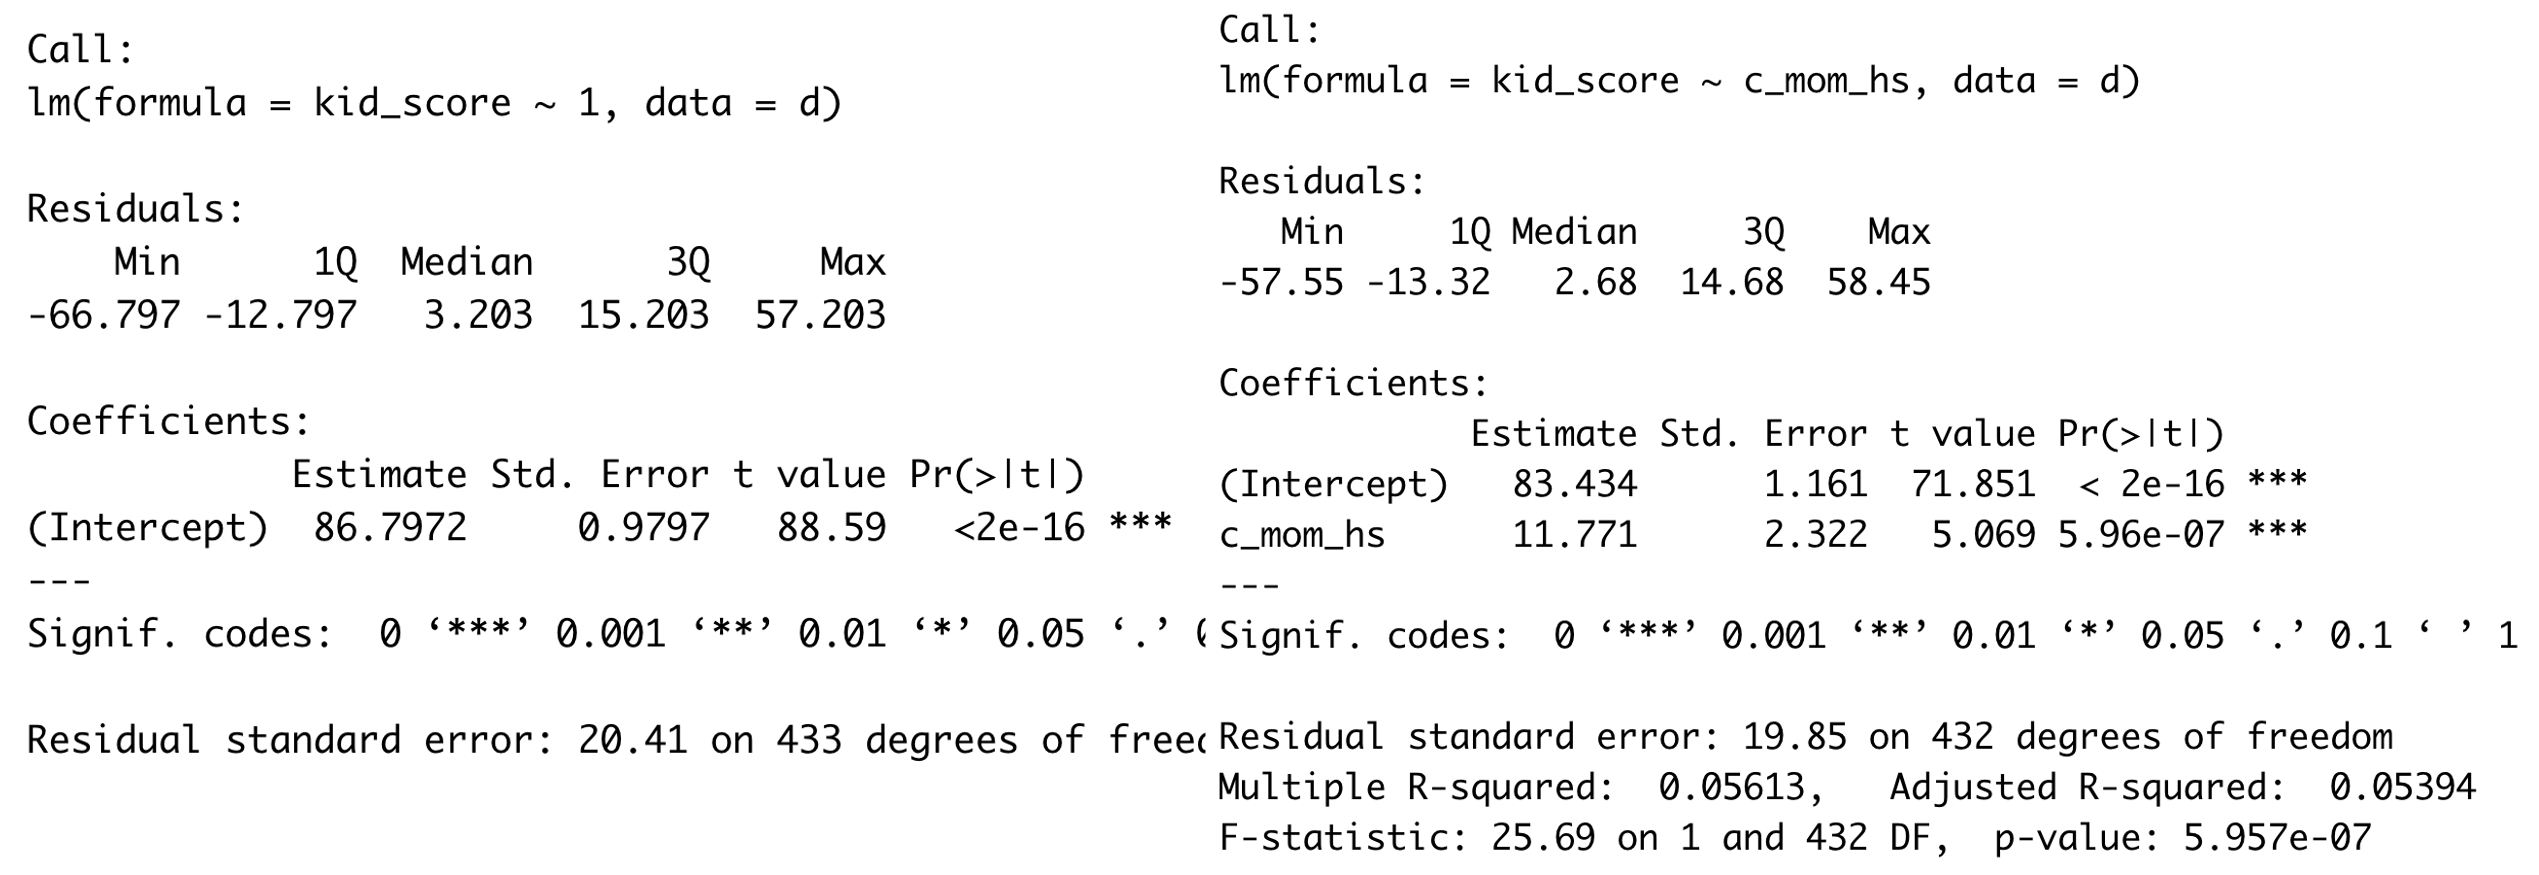 Call:
lm(formula = kid_score ~ 1, data = d)
Residuals:
Min 1Q Median 3Q Max
-66.797 -12.797 3.203 15.203 57.203
Coefficients:
Estimate Std. Error t value Pr(>|t|)
(Intercept) 86.7972 0.9797 88.59 <2e-16 ***
---
Signif. codes: 0 ‘***’ 0.001 ‘**’ 0.01 ‘*’ 0.05 ‘.’
Residual standard error: 20.41 on 433 degrees of
Call:
lm(formula = kid_score ~ c_mom_hs, data = d)
Residuals:
Min 1Q Median 3Q Max
-57.55 -13.32 2.68 14.68 58.45
Coefficients:
Estimate Std. Error t value Pr(>|t|)
(Intercept) 83.434 1.161 71.851 < 2e-16 ***
c_mom_hs 11.771 2.322 5.069 5.96e-07 ***
---
Signif. codes: 0 ‘***’ 0.001 ‘**’ 0.01 ‘*’ 0.05 ‘.’ 0.1 ‘ ’ 1
Residual standard error: 19.85 on 432 degrees of freedom
Multiple R-squared: 0.05613, Adjusted R-squared: 0.05394
F-statistic: 25.69 on 1 and 432 DF, p-value: 5.957e-07